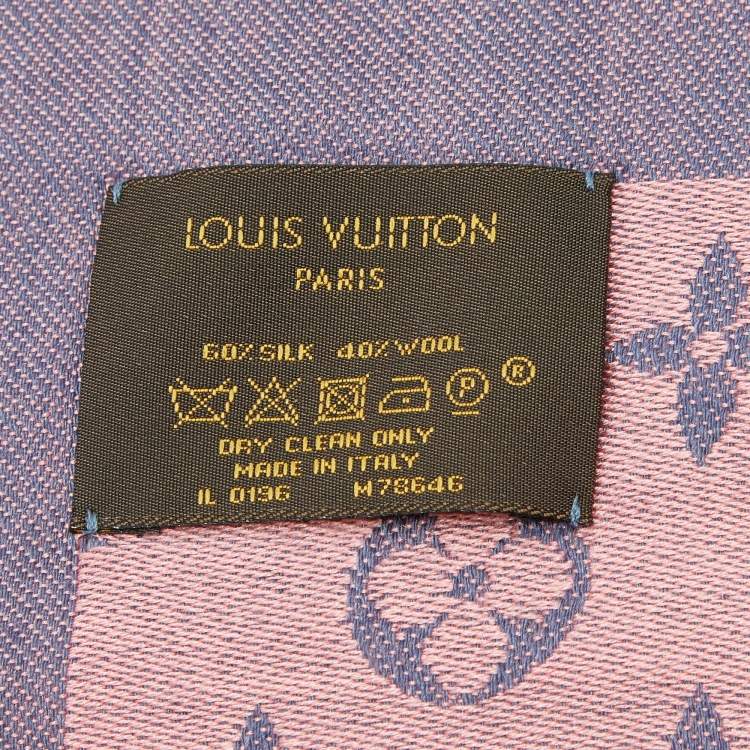 LOUIS VUITTON
PARIS
60% SILK 40% WOOL
P ®
DRY CLEAN ONLY
MADE IN ITALY
IL 0196 M78646